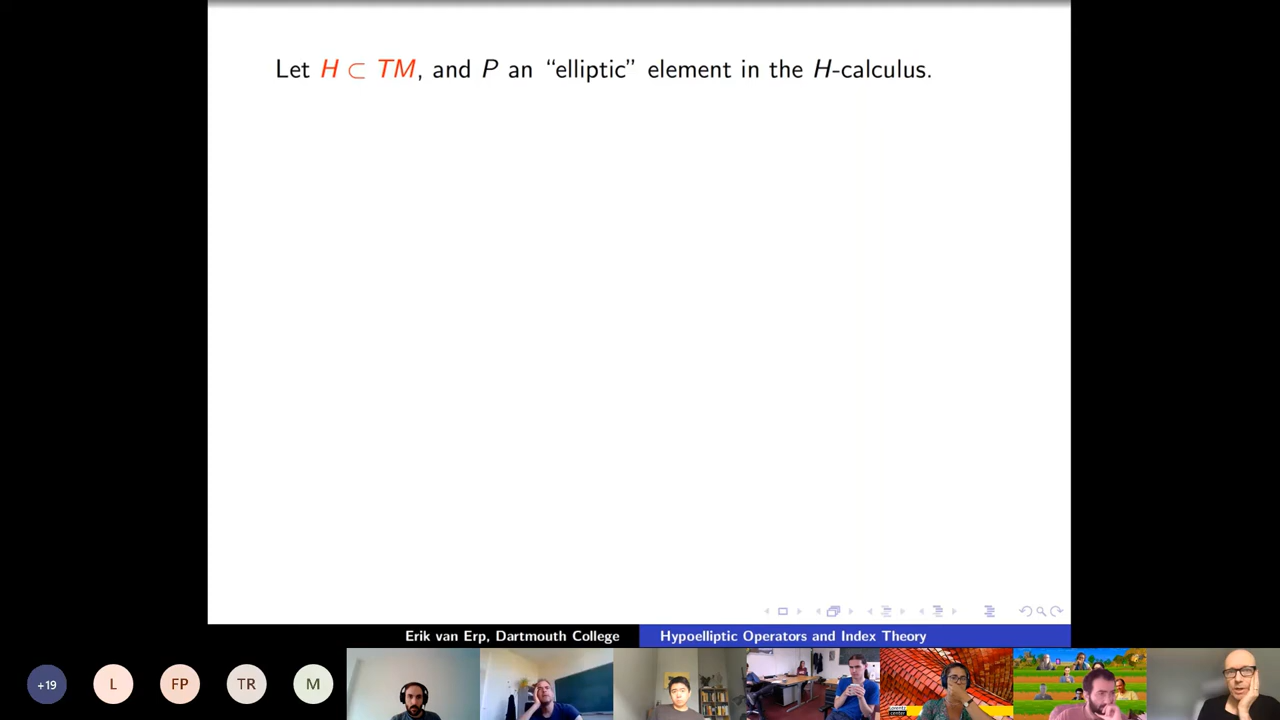 Let H ⊂ TM, and P an “elliptic” element in the H-calculus.
Erik van Erp, Dartmouth College
Hypoelliptic Operators and Index Theory
+19
L
FP
TR
M